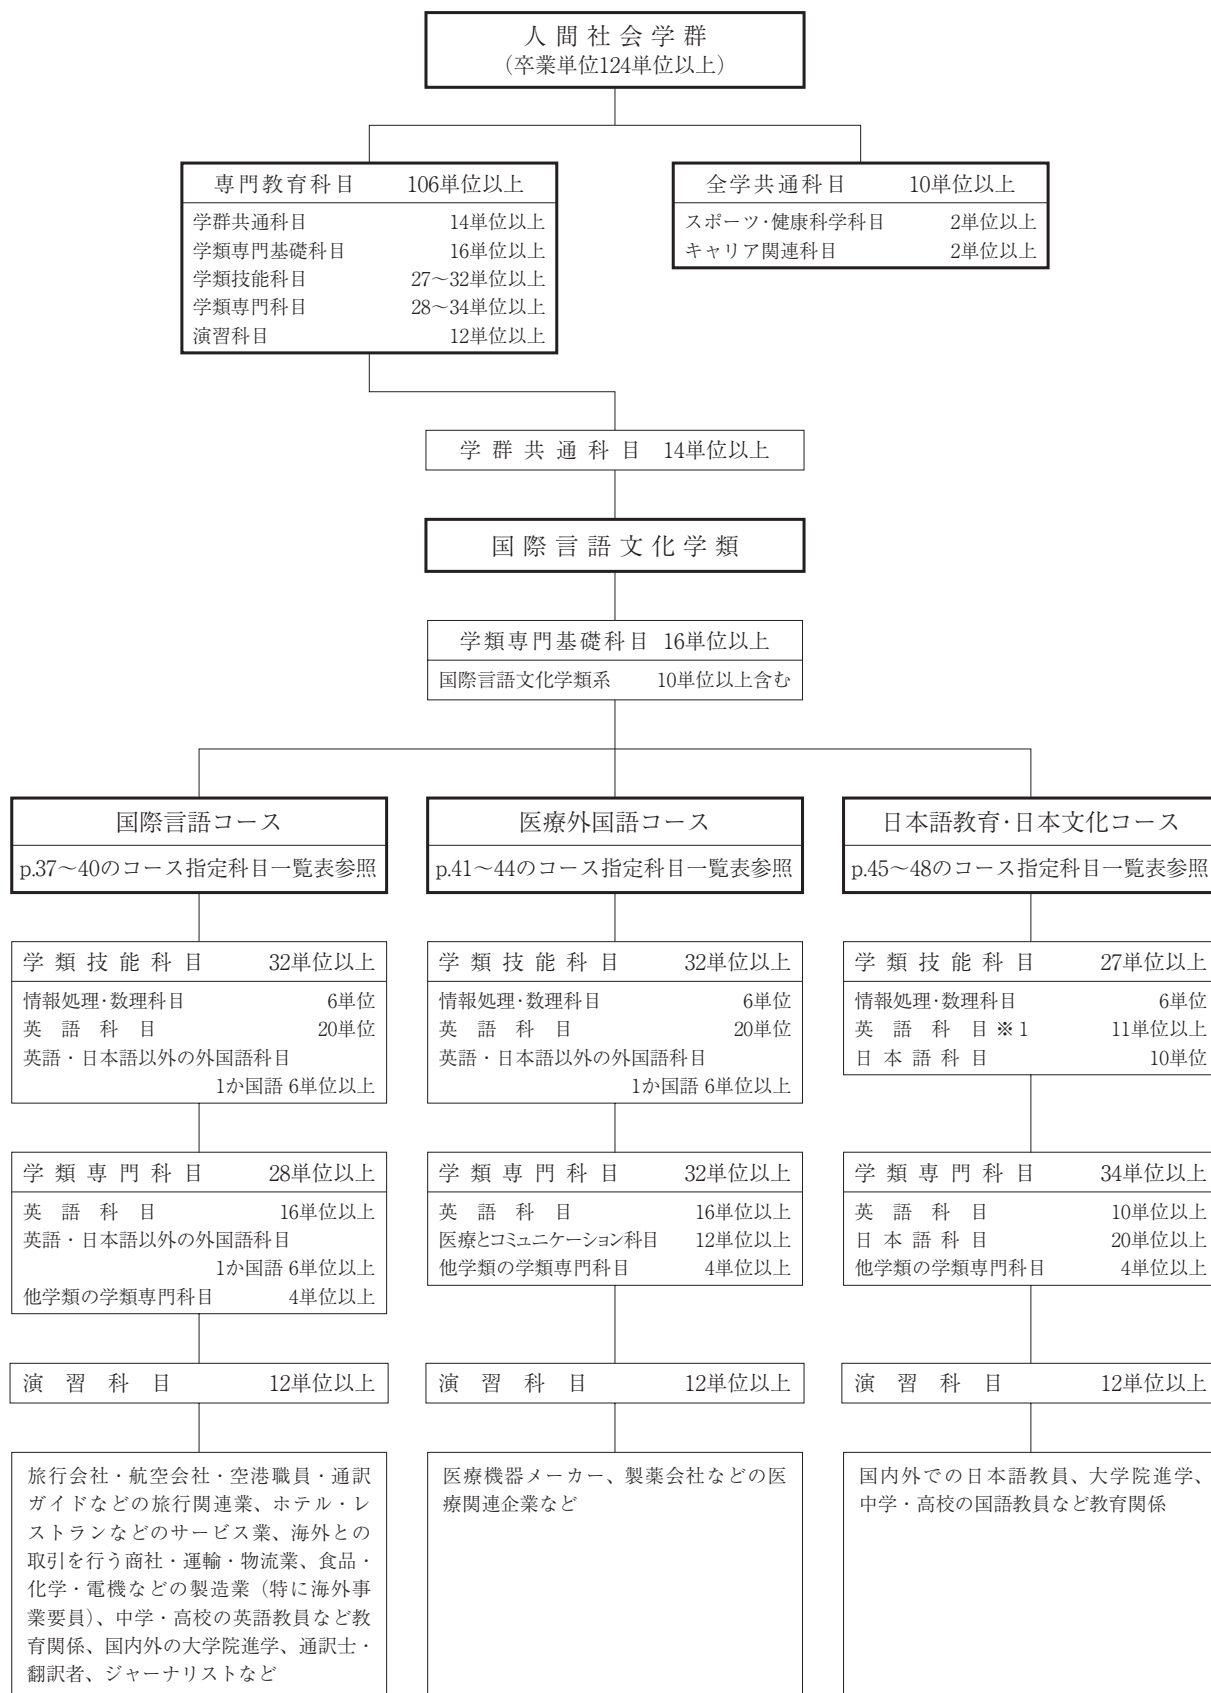 人間社会学群
(卒業単位124単位以上)
専門教育科目 106単位以上
学群共通科目 14単位以上
学類専門基礎科目 16単位以上
学類技能科目 27～32単位以上
学類専門科目 28～34単位以上
演習科目 12単位以上
全学共通科目 10単位以上
スポーツ・健康科学科目 2単位以上
キャリア関連科目 2単位以上
学群共通科目 14単位以上
国際言語文化学類
学類専門基礎科目 16単位以上
国際言語文化学類系 10単位以上含む
国際言語コース
p.37～40のコース指定科目一覧表参照
学類技能科目 32単位以上
情報処理・数理科目 6単位
英語科目 20単位
英語・日本語以外の外国語科目
1か国語 6単位以上
学類専門科目 28単位以上
英語科目 16単位以上
英語・日本語以外の外国語科目
1か国語 6単位以上
他学類の学類専門科目 4単位以上
演習科目 12単位以上
旅行会社・航空会社・空港職員・通訳
ガイドなどの旅行関連業、ホテル・レ
ストランなどのサービス業、海外との
取引を行う商社・運輸・物流業、食品・
化学・電機などの製造業（特に海外事
業要員）、中学・高校の英語教員など教
育関係、国内外の大学院進学、通訳士・
翻訳者、ジャーナリストなど
医療外国語コース
p.41～44のコース指定科目一覧表参照
学類技能科目 32単位以上
情報処理・数理科目 6単位
英語科目 20単位
英語・日本語以外の外国語科目
1か国語 6単位以上
学類専門科目 32単位以上
英語科目 16単位以上
医療とコミュニケーション科目 12単位以上
他学類の学類専門科目 4単位以上
演習科目 12単位以上
医療機器メーカー、製薬会社などの医
療関連企業など
日本語教育・日本文化コース
p.45～48のコース指定科目一覧表参照
学類技能科目 27単位以上
情報処理・数理科目 6単位
英語科目※1 11単位以上
日本語科目 10単位
学類専門科目 34単位以上
英語科目 10単位以上
日本語科目 20単位以上
他学類の学類専門科目 4単位以上
演習科目 12単位以上
国内外での日本語教員、大学院進学、
中学・高校の国語教員など教育関係